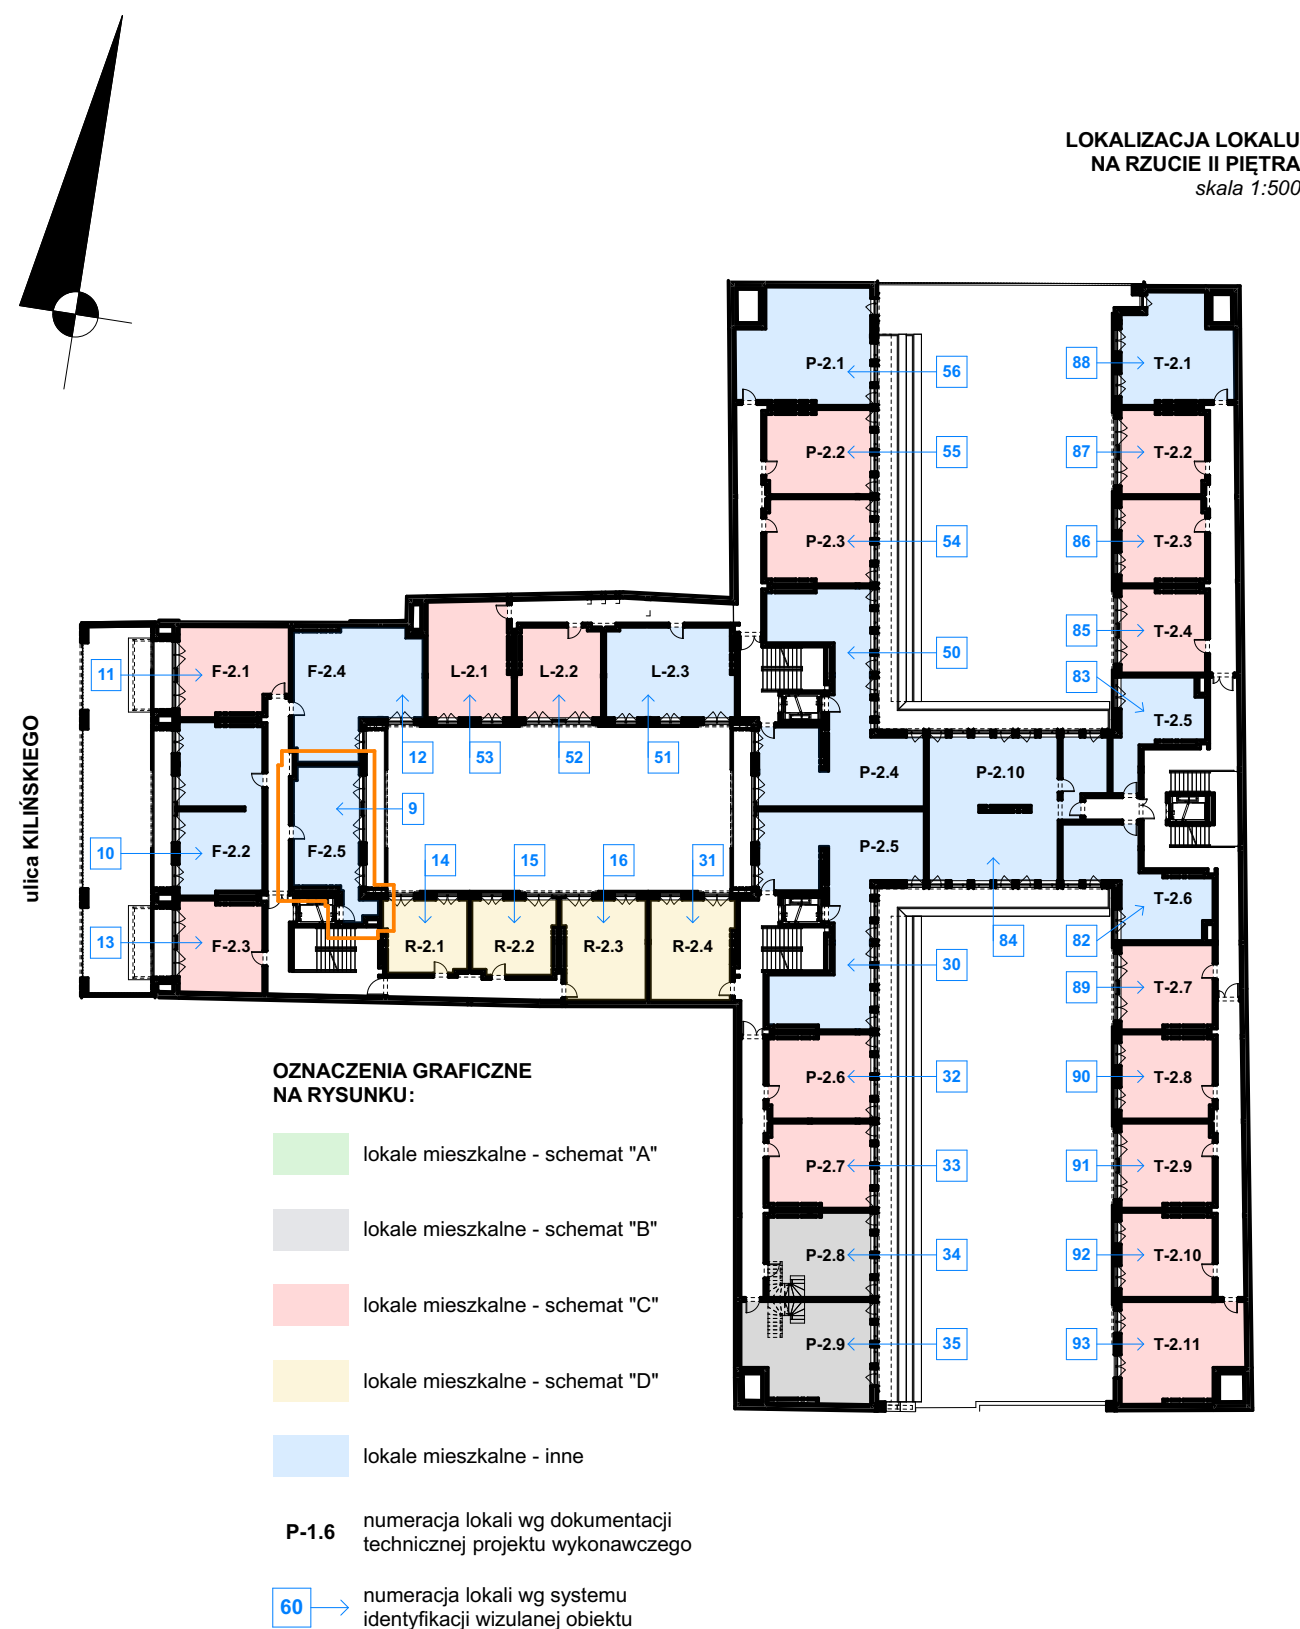 LOKALIZACJA LOKALU
NA RZUCIE II PIĘTRA
skala 1:500
P-2.1
56
88
T-2.1
P-2.2
55
87
T-2.2
P-2.3
54
86
T-2.3
85
T-2.4
50
83
T-2.5
11
F-2.1
F-2.4
L-2.1
L-2.2
L-2.3
12
53
52
51
P-2.4
P-2.10
ulica KILIŃSKIEGO
9
10
F-2.2
F-2.5
14
15
16
31
P-2.5
T-2.6
13
F-2.3
R-2.1
R-2.2
R-2.3
R-2.4
84
82
30
89
T-2.7
P-2.6
32
90
T-2.8
P-2.7
33
91
T-2.9
P-2.8
34
92
T-2.10
P-2.9
35
93
T-2.11
OZNACZENIA GRAFICZNE
NA RYSUNKU:
lokale mieszkalne - schemat "A"
lokale mieszkalne - schemat "B"
lokale mieszkalne - schemat "C"
lokale mieszkalne - schemat "D"
lokale mieszkalne - inne
P-1.6
numeracja lokali wg dokumentacji
technicznej projektu wykonawczego
60
numeracja lokali wg systemu
identyfikacji wizulanej obiektu